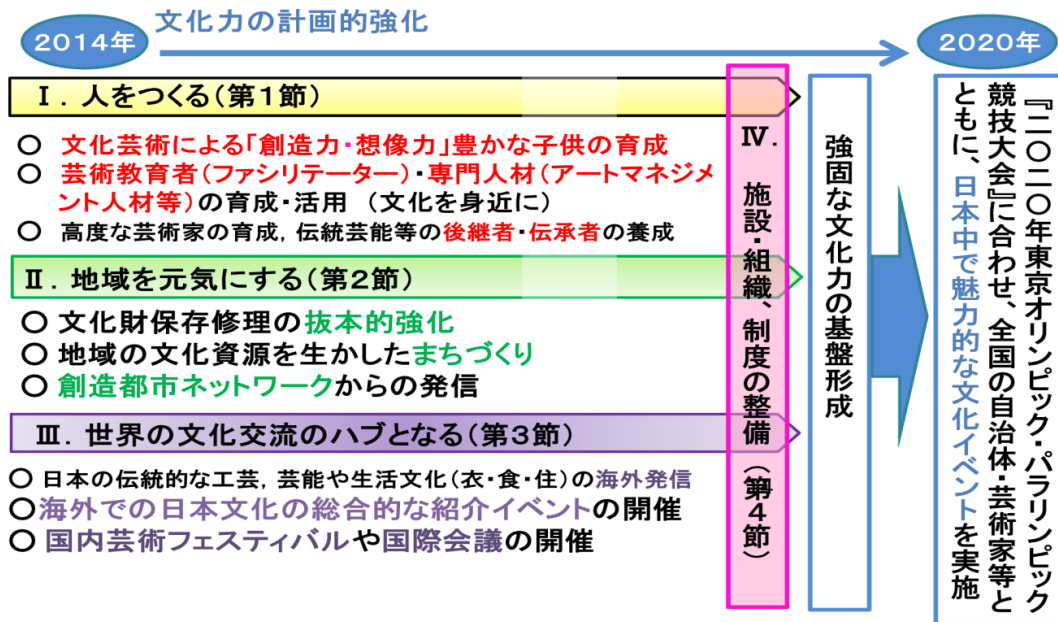 文化力の計画的強化
2014年
2020年
Ⅰ．人をつくる(第1節)
○ 文化芸術による「創造力・想像力」豊かな子供の育成
○ 芸術教育者(ファシリテーター)・専門人材(アートマネジメ
ント人材等)の育成・活用 (文化を身近に)
○ 高度な芸術家の育成，伝統芸能等の後継者・伝承者の養成
Ⅱ．地域を元気にする(第2節)
○ 文化財保存修理の抜本的強化
○ 地域の文化資源を生かしたまちづくり
○ 創造都市ネットワークからの発信
Ⅲ．世界の文化交流のハブとなる(第3節)
○ 日本の伝統的な工芸，芸能や生活文化(衣・食・住)の海外発信
○海外での日本文化の総合的な紹介イベントの開催
○ 国内芸術フェスティバルや国際会議の開催
Ⅳ．施設・組織、制度の整備(第4節)
強固な文化力の基盤形成
『二〇二〇年東京オリンピック・パラリンピック
競技大会』に合わせ、全国の自治体・芸術家等と
ともに、日本中で魅力的な文化イベントを実施